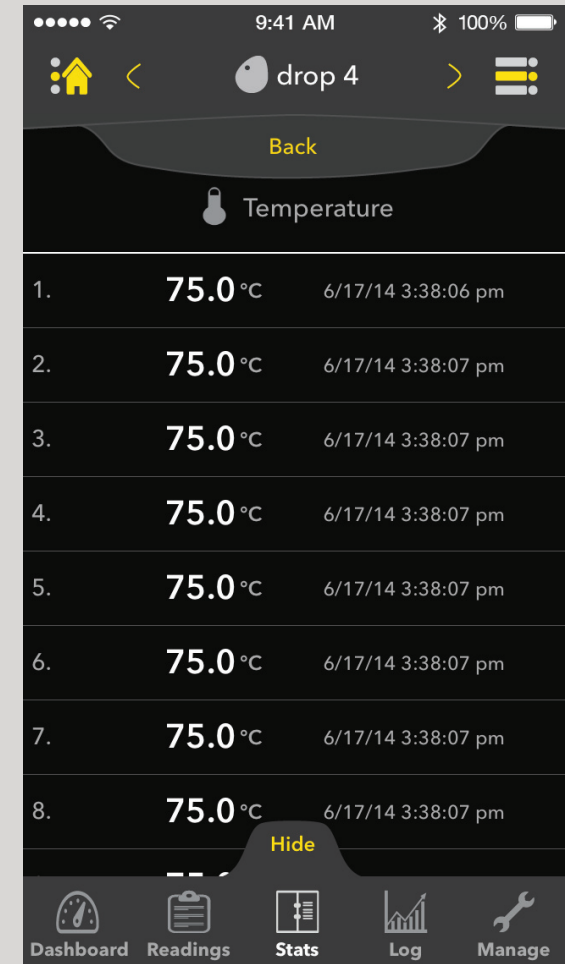 9:41 AM 100%
drop 4
Back
Temperature
1. 75.0 °C 6/17/14 3:38:06 pm
2. 75.0 °C 6/17/14 3:38:07 pm
3. 75.0 °C 6/17/14 3:38:07 pm
4. 75.0 °C 6/17/14 3:38:07 pm
5. 75.0 °C 6/17/14 3:38:07 pm
6. 75.0 °C 6/17/14 3:38:07 pm
7. 75.0 °C 6/17/14 3:38:07 pm
8. 75.0 °C 6/17/14 3:38:07 pm
Hide
Dashboard Readings Stats Log Manage